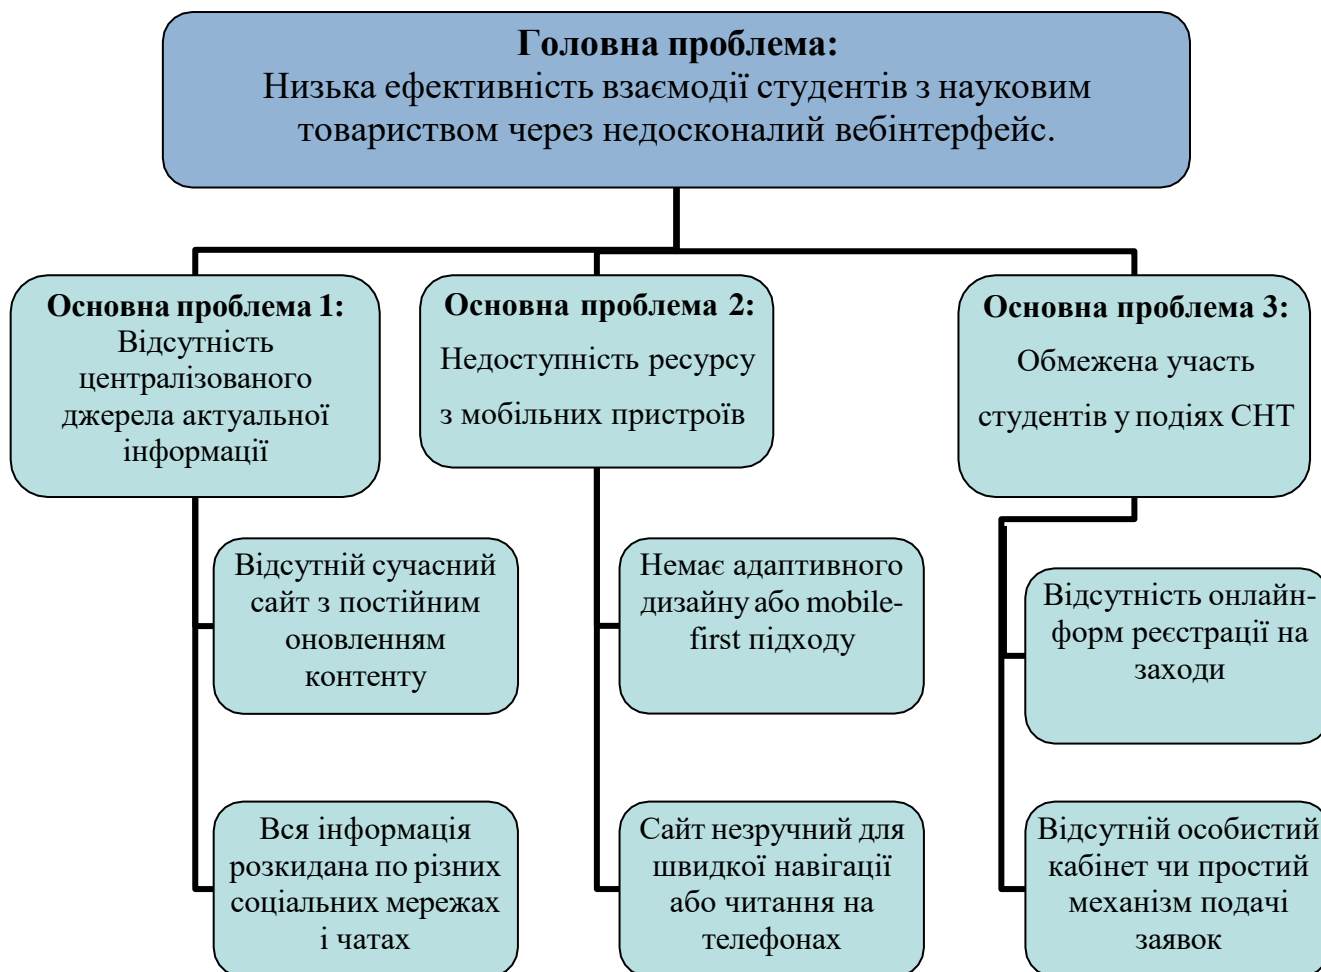 Головна проблема:
Низька ефективність взаємодії студентів з науковим
товариством через недосконалий вебінтерфейс.
Основна проблема 1:
Відсутність
централізованого
джерела актуальної
інформації
Основна проблема 2:
Недоступність ресурсу
з мобільних пристроїв
Основна проблема 3:
Обмежена участь
студентів у подіях СНТ
Відсутній сучасний
сайт з постійним
оновленням
контенту
Немає адаптивного
дизайну або mobile-
first підходу
Відсутність онлайн-
форм реєстрації на
заходи
Вся інформація
розкидана по різних
соціальних мережах
і чатах
Сайт незручний для
швидкої навігації
або читання на
телефонах
Відсутній особистий
кабінет чи простий
механізм подачі
заявок